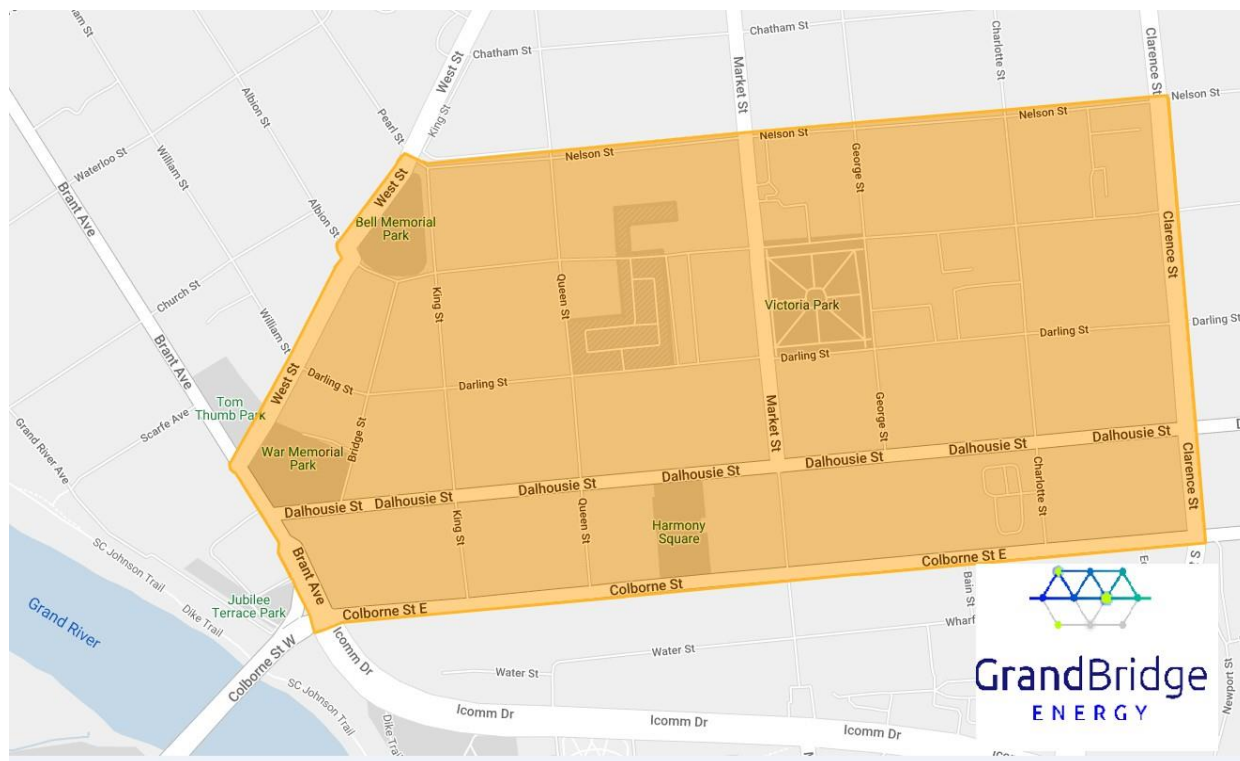 Chatham St
Chatham St
West St
Market St
Charlotte St
Clarence St
Albion St
Pearl St
King St
Nelson St
Nelson St
Nelson St
Nelson St
Waterloo St
William St
Brant Ave
Albion St
West St
Bell Memorial
Park
George St
Clarence St
Church St
King St
Queen St
Victoria Park
William St
Darling St
Darling St
Brant Ave
West St
Darling St
Darling St
Tom
Thumb Park
Scarfe Ave
Bridge St
Market St
George St
Grand River Ave
War Memorial
Park
Dalhousie St
Dalhousie St
Dalhousie St
Dalhousie St
Dalhousie St
Dalhousie St
Dalhousie St
Clarence St
King St
Queen St
Harmony
Square
Charlotte St
SC Johnson Trail
Dike Trail
Brant Ave
Colborne St E
Colborne St
Colborne St E
Jubilee
Terrace Park
Grand River
Colborne St W
Icomm Dr
Bain St
Wharf
Water St
Water St
SC Johnson Trail
Dike Trail
Icomm Dr
Icomm Dr
Icomm Dr
Newport St
GrandBridge
ENERGY